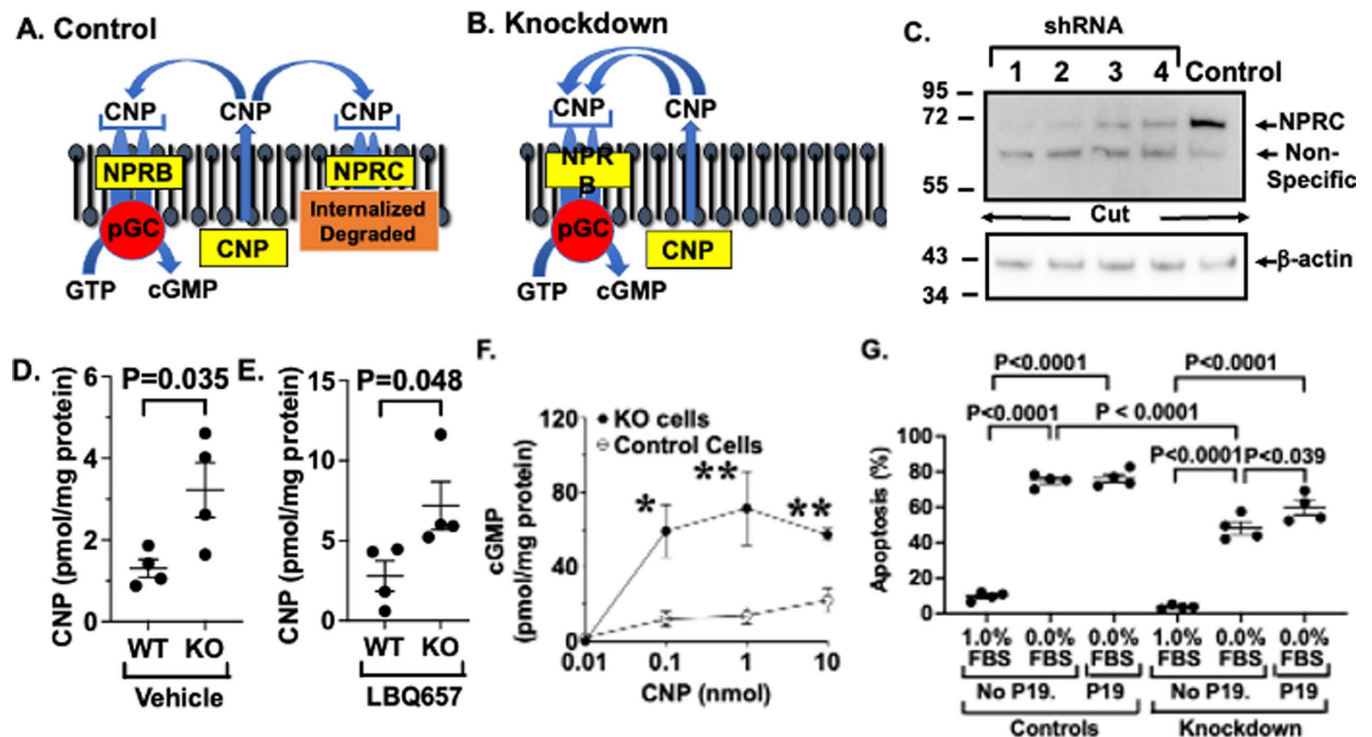 A. Control
CNP CNP CNP
NPRB NPRC
Internalized
Degraded
pGC
CNP
GTP cGMP
B. Knockdown
CNP CNP
NPR
B
pGC
CNP
GTP cGMP
C.
shRNA
1 2 3 4 Control
95
72
NPRC
Non-
Specific
55
Cut
43
β-actin
34
D.
P=0.035
CNP (pmol/mg protein)
6
4
2
0
WT KO
Vehicle
E.
P=0.048
CNP (pmol/mg protein)
15
10
5
0
WT KO
LBQ657
F.
cGMP
(pmol/mg protein)
120
80
40
0
KO cells
Control Cells
* ** **
0.01 0.1 1 10
CNP (nmol)
G.
P<0.0001 P<0.0001
P<0.0001 P < 0.0001
P<0.0001 P<0.039
Apoptosis (%)
100
80
60
40
20
0
1.0% 0.0% 0.0% 1.0% 0.0% 0.0%
FBS FBS FBS FBS FBS FBS
No P19. P19 No P19. P19
Controls Knockdown